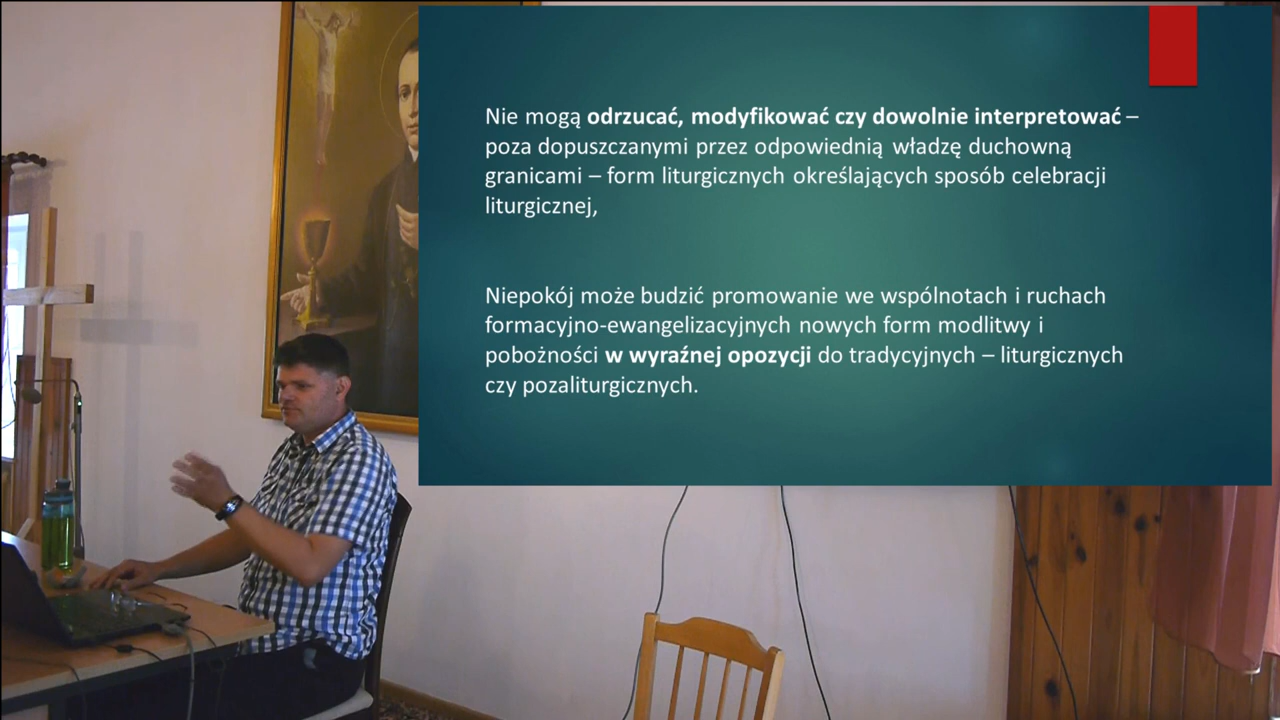 Nie mogą odrzucać, modyfikować czy dowolnie interpretować –
poza dopuszczanymi przez odpowiednią władzę duchowną
granicami – form liturgicznych określających sposób celebracji
liturgicznej,
Niepokój może budzić promowanie we wspólnotach i ruchach
formacyjno-ewangelizacyjnych nowych form modlitwy i
pobożności w wyraźnej opozycji do tradycyjnych – liturgicznych
czy pozaliturgicznych.